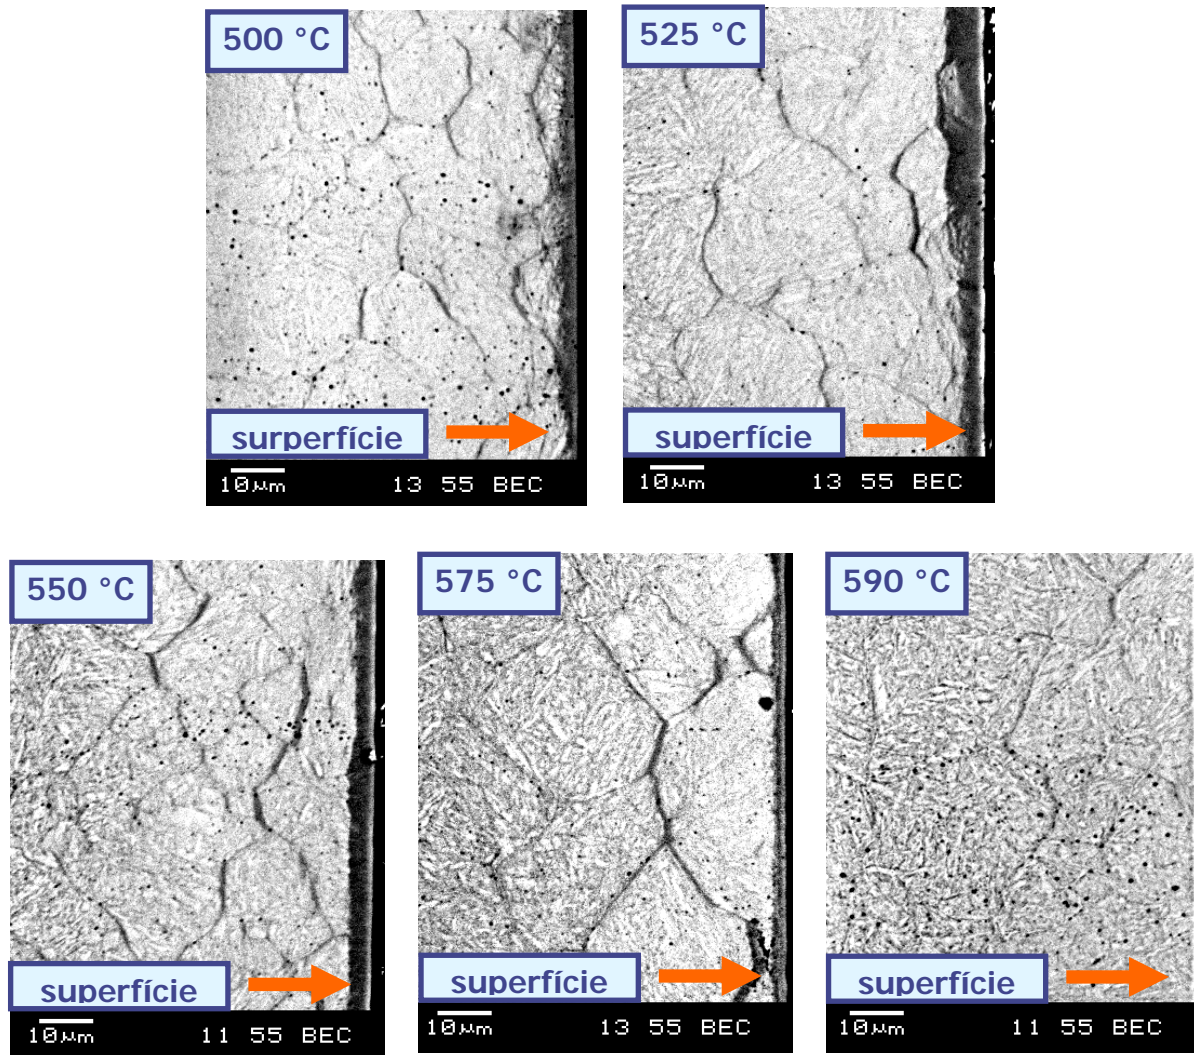 500 °C
525 °C
surperfície
superfície
10µm 13 55 BEC
10µm 13 55 BEC
550 °C
575 °C
590 °C
superfície
superfície
superfície
10µm 11 55 BEC
10µm 13 55 BEC
10µm 11 55 BEC